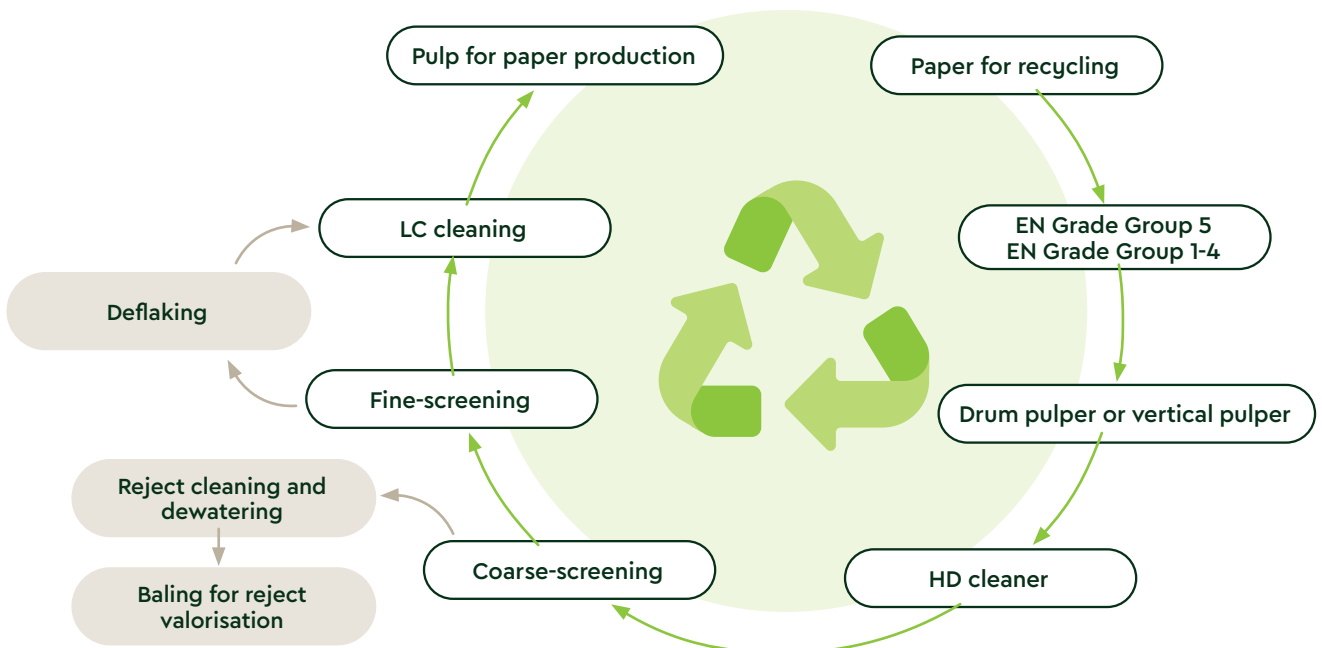 Pulp for paper production
Paper for recycling
EN Grade Group 5
EN Grade Group 1-4
Drum pulper or vertical pulper
HD cleaner
Coarse-screening
Reject cleaning and
dewatering
Baling for reject
valorisation
Fine-screening
Deflaking
LC cleaning